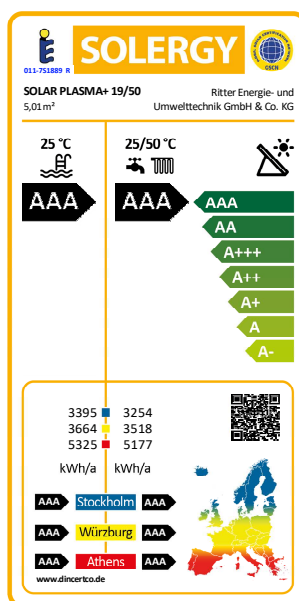 SOLERGY
011-7S1889 R
GSCN
SOLAR PLASMA+ 19/50
5,01 m²
Ritter Energie- und
Umwelttechnik GmbH & Co. KG
25 °C
25/50 °C
AAA
AAA
AAA
AA
A+++
A++
A+
A
A-
3395 3254
3664 3518
5325 5177
kWh/a kWh/a
AAA Stockholm AAA
AAA Würzburg AAA
AAA Athens AAA
www.dincertco.de